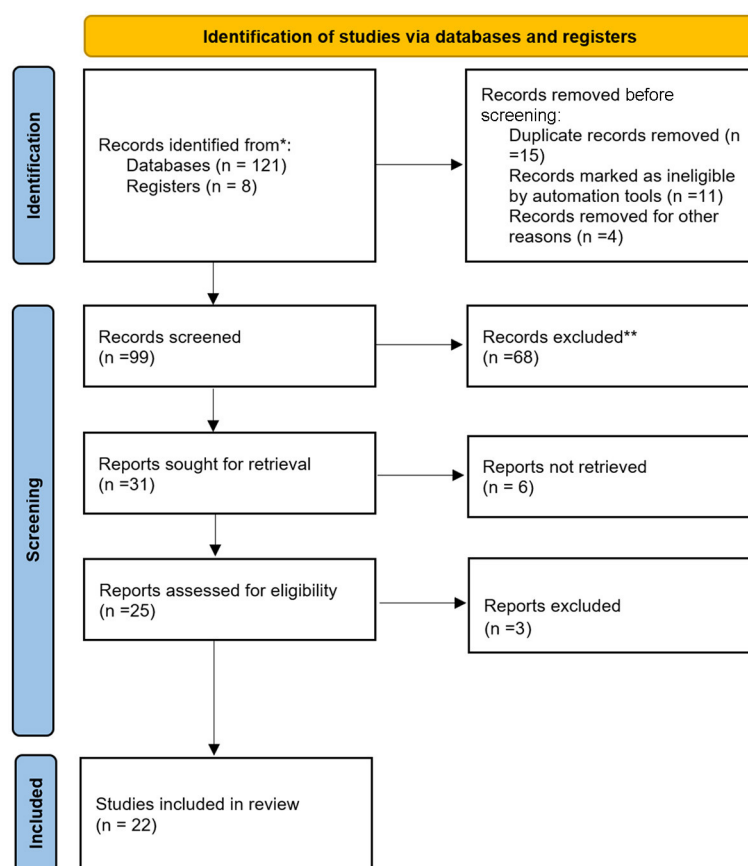 Identification of studies via databases and registers
Identification
Records identified from*:
Databases (n = 121)
Registers (n = 8)
Records removed before
screening:
Duplicate records removed (n
=15)
Records marked as ineligible
by automation tools (n =11)
Records removed for other
reasons (n =4)
Screening
Records screened
(n =99)
Records excluded**
(n =68)
Reports sought for retrieval
(n =31)
Reports not retrieved
(n = 6)
Reports assessed for eligibility
(n =25)
Reports excluded
(n =3)
Included
Studies included in review
(n = 22)